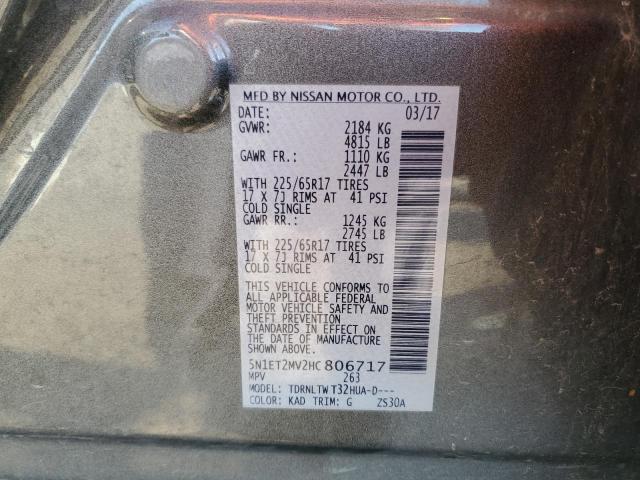 MFD BY NISSAN MOTOR CO., LTD.
DATE: 03/17
GVWR: 2184 KG
4815 LB
GAWR FR.: 1110 KG
2447 LB
WITH 225/65R17 TIRES
17 X 7J RIMS AT 41 PSI
COLD SINGLE
GAWR RR.: 1245 KG
2745 LB
WITH 225/65R17 TIRES
17 X 7J RIMS AT 41 PSI
COLD SINGLE
THIS VEHICLE CONFORMS TO
ALL APPLICABLE FEDERAL
MOTOR VEHICLE SAFETY AND
THEFT PREVENTION
STANDARDS IN EFFECT ON
THE DATE OF MANUFACTURE
SHOWN ABOVE.
5N1ET2MV2HC 806717
MPV 263
MODEL: TDRNLTW T32HUA-D---
COLOR: KAD TRIM: G ZS30A